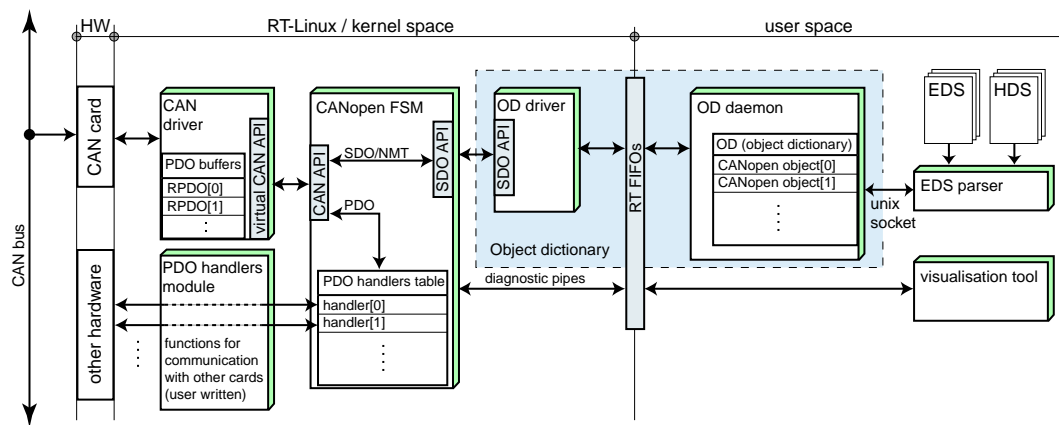 HW
RT-Linux / kernel space
user space
CAN bus
CAN card
other hardware
CAN
driver
PDO buffers
RPDO[0]
RPDO[1]
virtual CAN API
PDO handlers
module
functions for
communication
with other cards
(user written)
CANopen FSM
CAN API
SDO/NMT
SDO API
PDO
PDO handlers table
handler[0]
handler[1]
OD driver
SDO API
Object dictionary
diagnostic pipes
RT FIFOs
OD daemon
OD (object dictionary)
CANopen object[0]
CANopen object[1]
unix
socket
EDS
HDS
EDS parser
visualisation tool